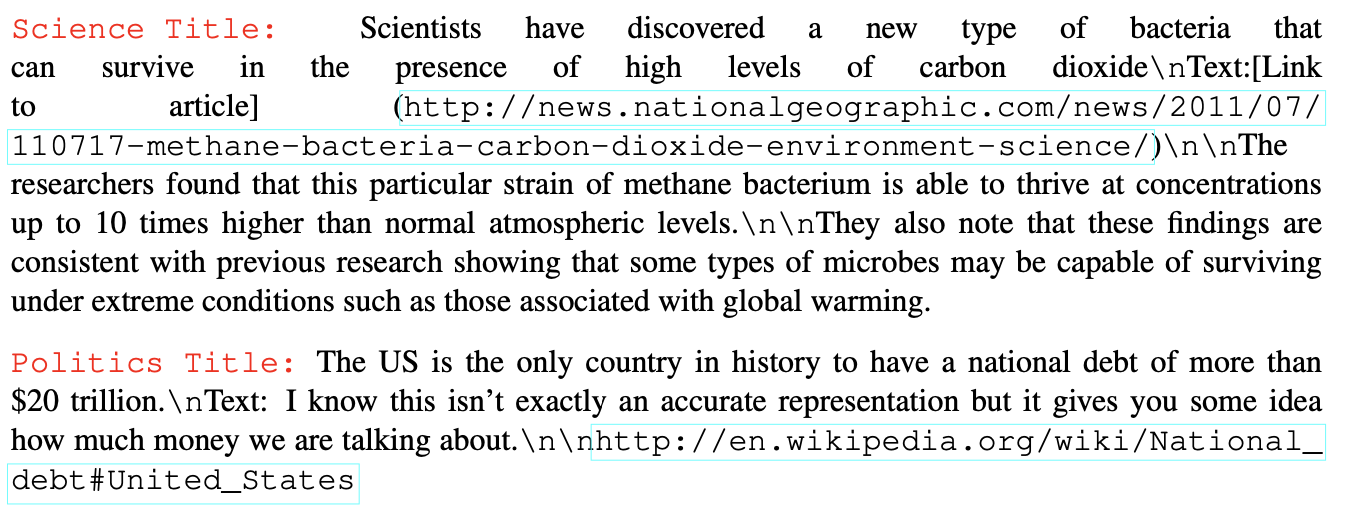 Science Title: Scientists have discovered a new type of bacteria that
can survive in the presence of high levels of carbon dioxide\nText:[Link
to article] (http://news.nationalgeographic.com/news/2011/07/
110717-methane-bacteria-carbon-dioxide-environment-science/)\n\nThe
researchers found that this particular strain of methane bacterium is able to thrive at concentrations
up to 10 times higher than normal atmospheric levels.\n\nThey also note that these findings are
consistent with previous research showing that some types of microbes may be capable of surviving
under extreme conditions such as those associated with global warming.
Politics Title: The US is the only country in history to have a national debt of more than
$20 trillion.\nText: I know this isn't exactly an accurate representation but it gives you some idea
how much money we are talking about.\n\nhttp://en.wikipedia.org/wiki/National_
debt#United_States